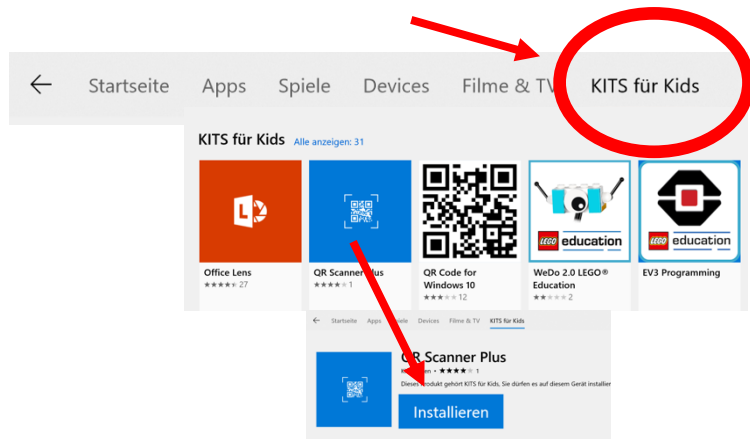 Startseite Apps Spiele Devices Filme & TV KITS für Kids
KITS für Kids Alle anzeigen: 31
LEGO education LEGO education
Office Lens QR Scanner Plus QR Code for WeDo 2.0 LEGO® EV3 Programming
27 1 Windows 10 Education
12 2
Startseite Apps Spiele Devices Filme & TV KITS für Kids
QR Scanner Plus
1
Dieses Produkt gehört KITS für Kids. Sie dürfen es auf diesem Gerät installier
Installieren